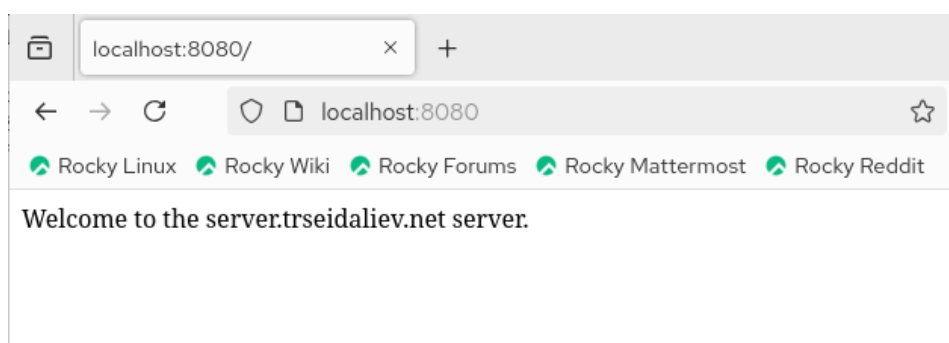 localhost:8080/
localhost:8080
Rocky Linux Rocky Wiki Rocky Forums Rocky Mattermost Rocky Reddit
Welcome to the server.trseidaliev.net server.